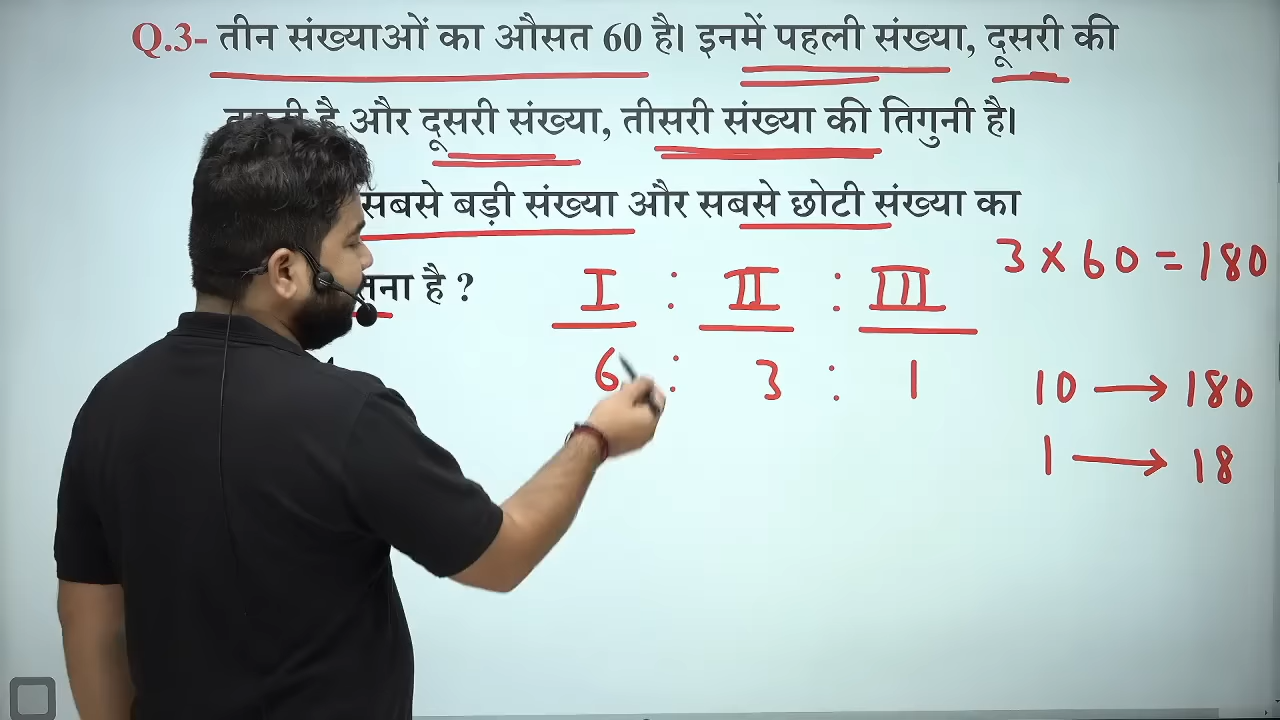 Q.3- तीन संख्याओं का औसत 60 है। इनमें पहली संख्या, दूसरी की
है और दूसरी संख्या, तीसरी संख्या की तिगुनी है।
सबसे बड़ी संख्या और सबसे छोटी संख्या का
है ?
3 × 60 = 180
I : II : III
6 : 3 : 1
10 → 180
1 → 18